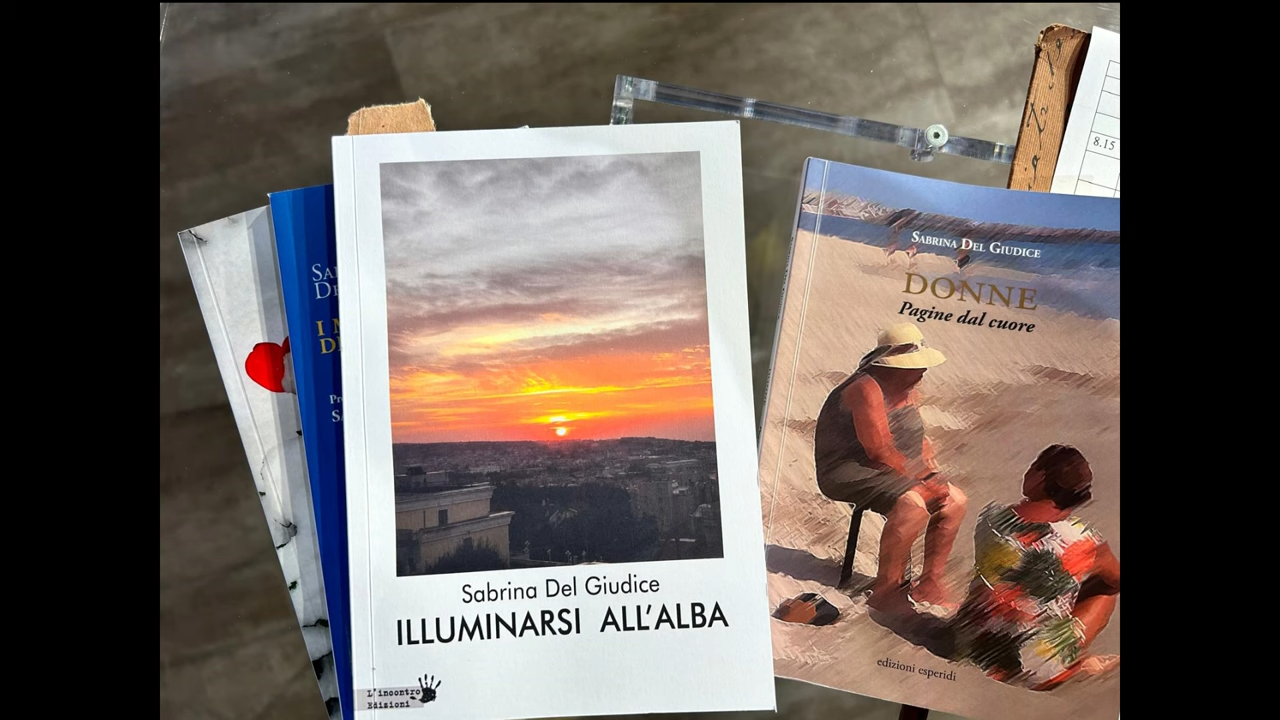 Sabrina Del Giudice
ILLUMINARSI ALL'ALBA
L'incontro
Edizioni
SABRINA DEL GIUDICE
DONNE
Pagine dal cuore
edizioni esperidi
8.15